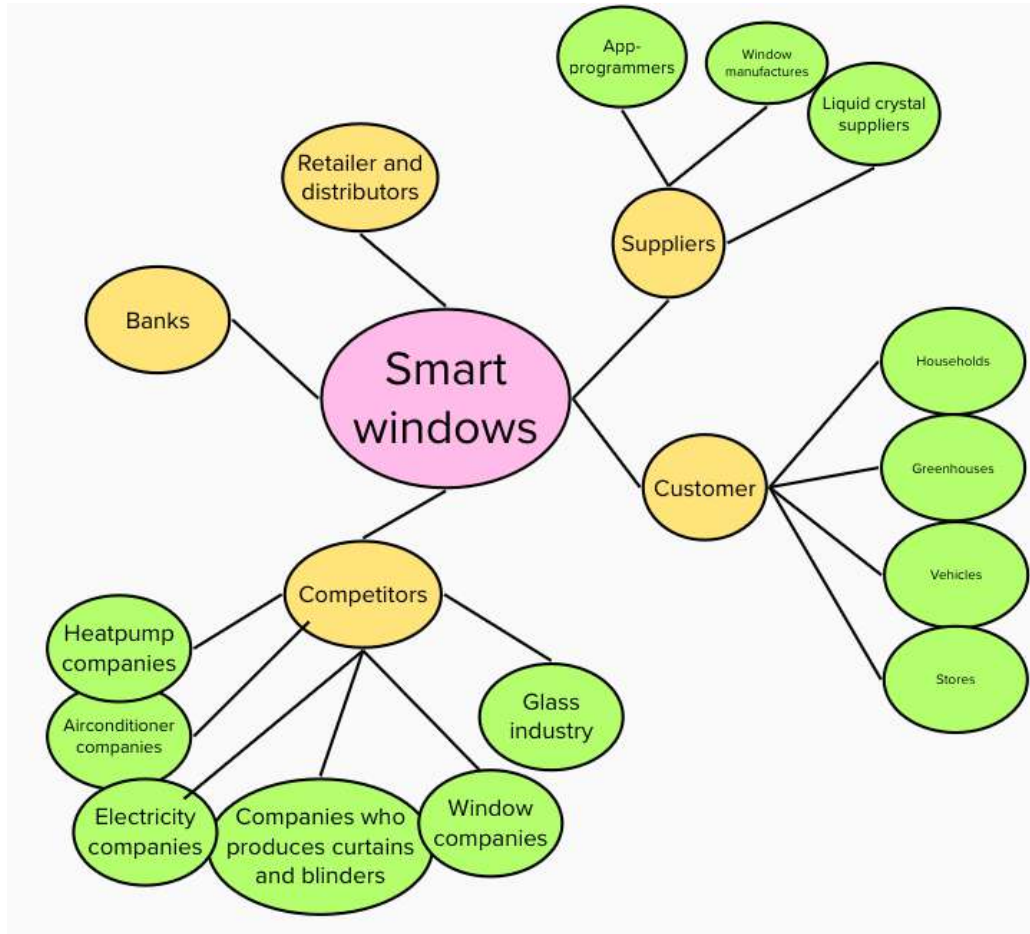 App-
programmers
Window
manufactures
Liquid crystal
suppliers
Retailer and
distributors
Suppliers
Banks
Smart
windows
Households
Greenhouses
Customer
Vehicles
Stores
Competitors
Heatpump
companies
Airconditioner
companies
Electricity
companies
Companies who
produces curtains
and blinders
Window
companies
Glass
industry